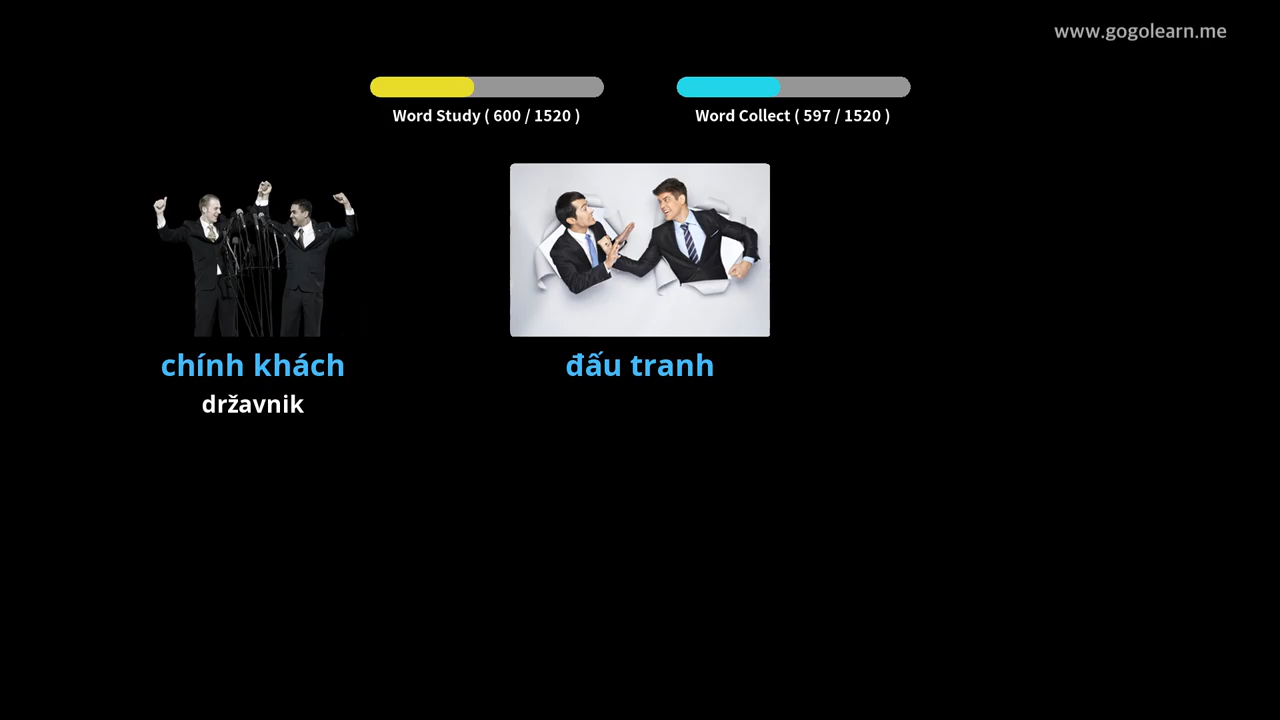 www.gogolearn.me
Word Study ( 600 / 1520 )
Word Collect ( 597 / 1520 )
chính khách
državnik
đấu tranh